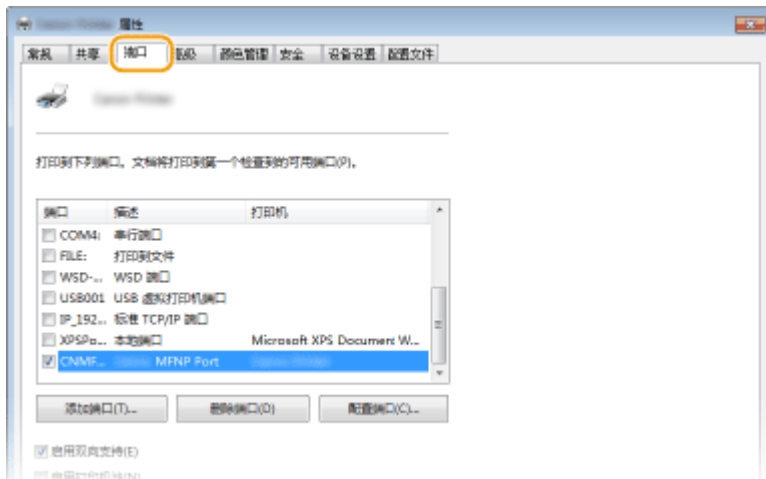 属性
常规 共享 端口 高级 颜色管理 安全 设备设置 配置文件
打印到下列端口。文档将打印到第一个检查到的可用端口(P)。
端口 描述 打印机
COM4: 串行端口
FILE: 打印到文件
WSD-... WSD 端口
USB001 USB 虚拟打印机端口
IP_192... 标准 TCP/IP 端口
XPSPo... 本地端口 Microsoft XPS Document W...
CNMF... MFNP Port
添加端口(T)... 删除端口(D) 配置端口(C)...
启用双向支持(E)
启用打印机池(N)